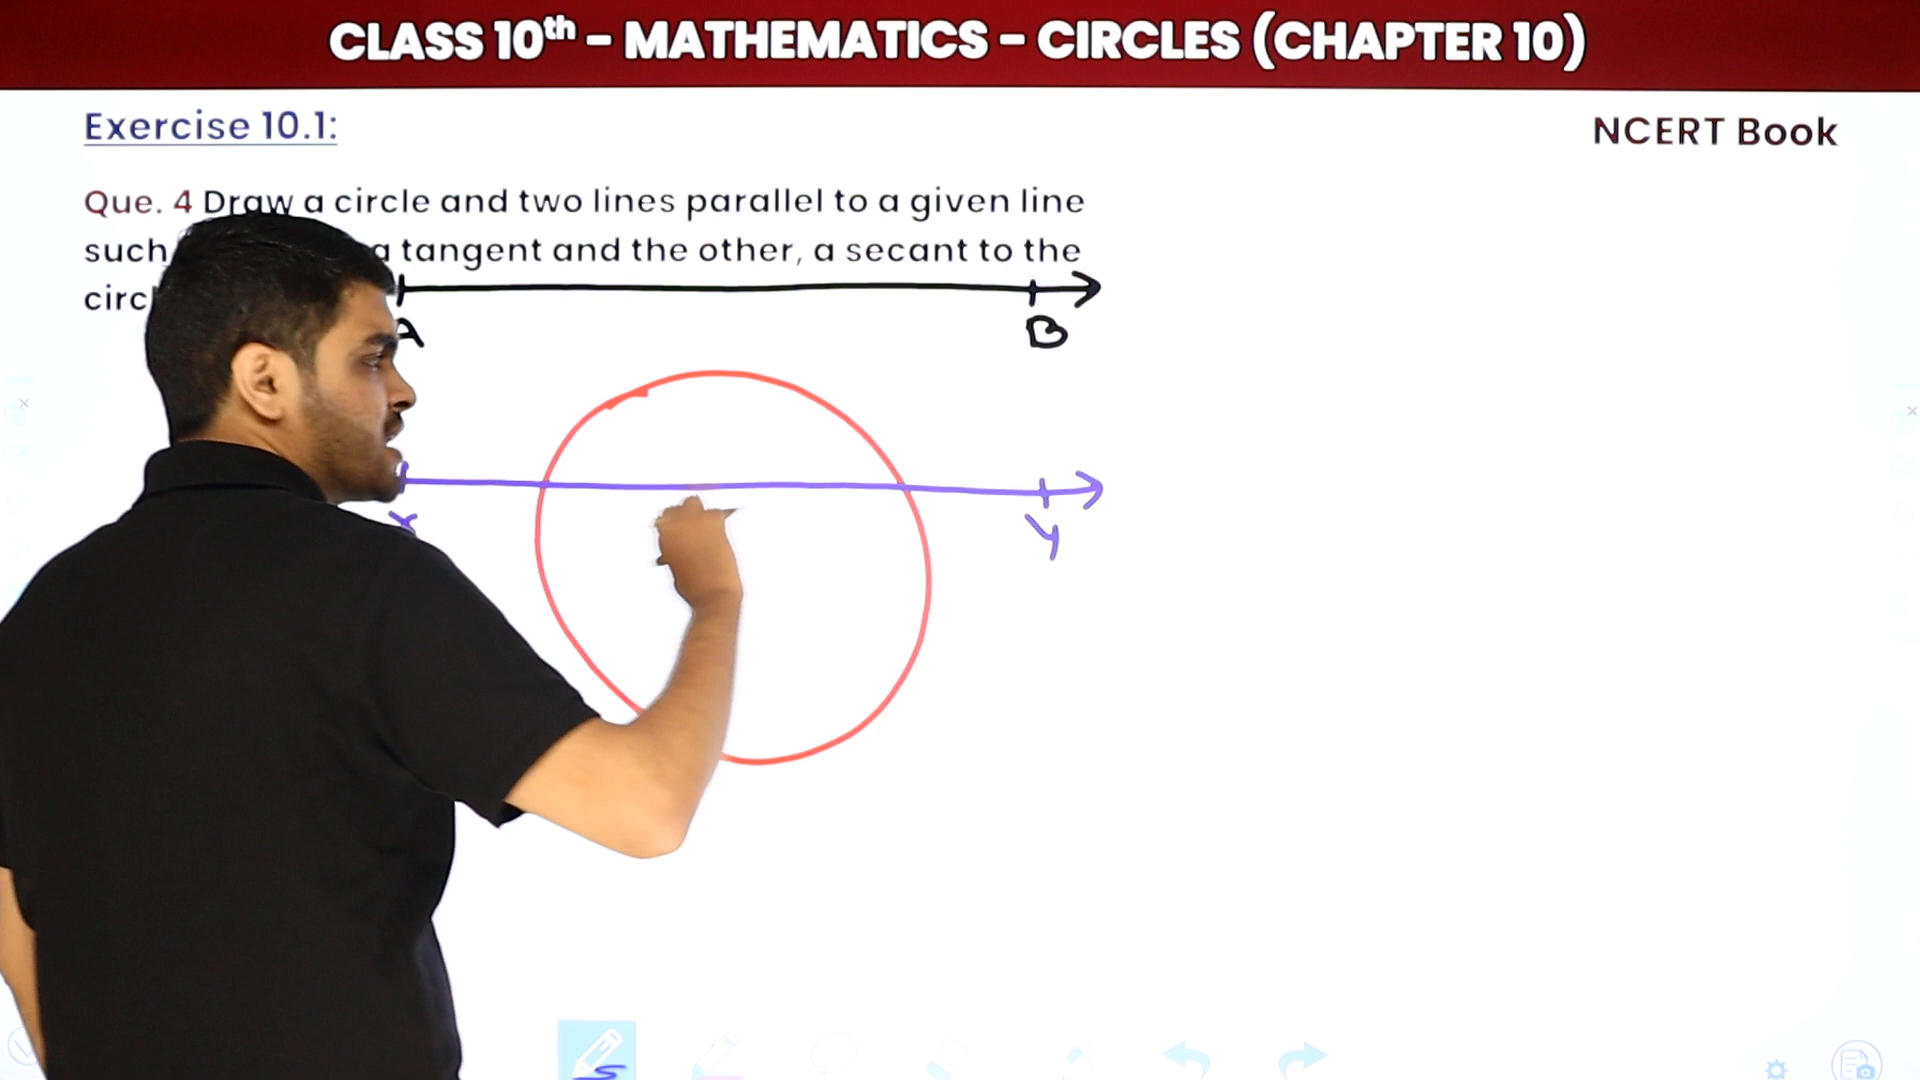 CLASS 10th - MATHEMATICS - CIRCLES (CHAPTER 10)
Exercise 10.1:
NCERT Book
Que. 4 Draw a circle and two lines parallel to a given line
such a tangent and the other, a secant to the
A
B
X
Y